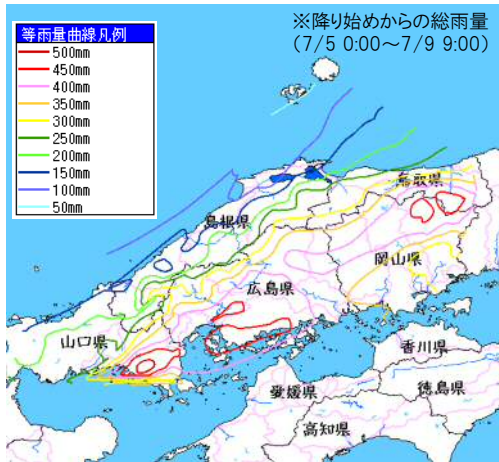 ※降り始めからの総雨量
(7/5 0:00～7/9 9:00)
等雨量曲線凡例
500mm
450mm
400mm
350mm
300mm
250mm
200mm
150mm
100mm
50mm
鳥取県
島根県
岡山県
広島県
山口県
香川県
愛媛県
徳島県
高知県